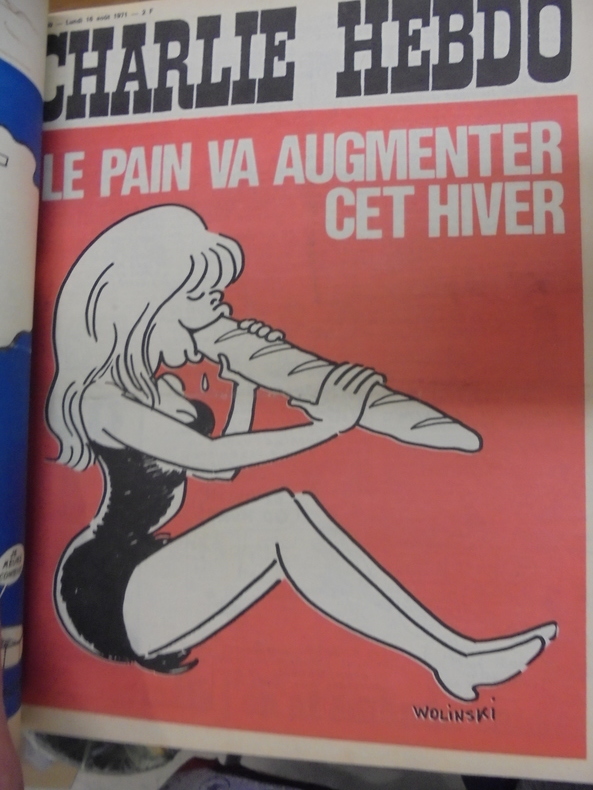 Lundi 16 août 1971 — 2 F
CHARLIE HEBDO
LE PAIN VA AUGMENTER
CET HIVER
WOLINSKI